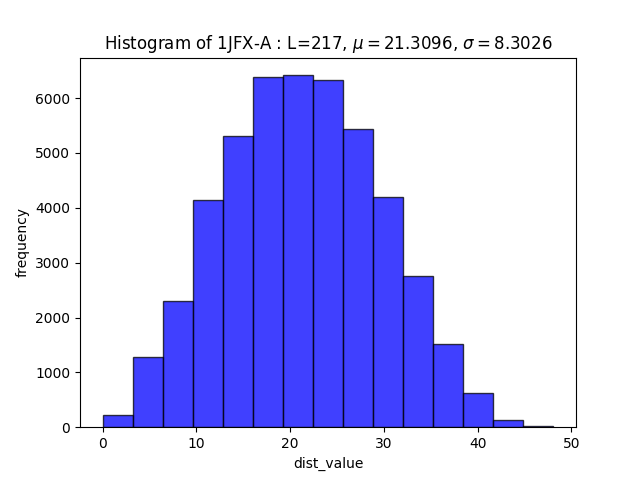 Histogram of 1JFX-A : L=217, μ = 21.3096, σ = 8.3026
6000
5000
4000
3000
2000
1000
0
frequency
0 10 20 30 40 50
dist_value